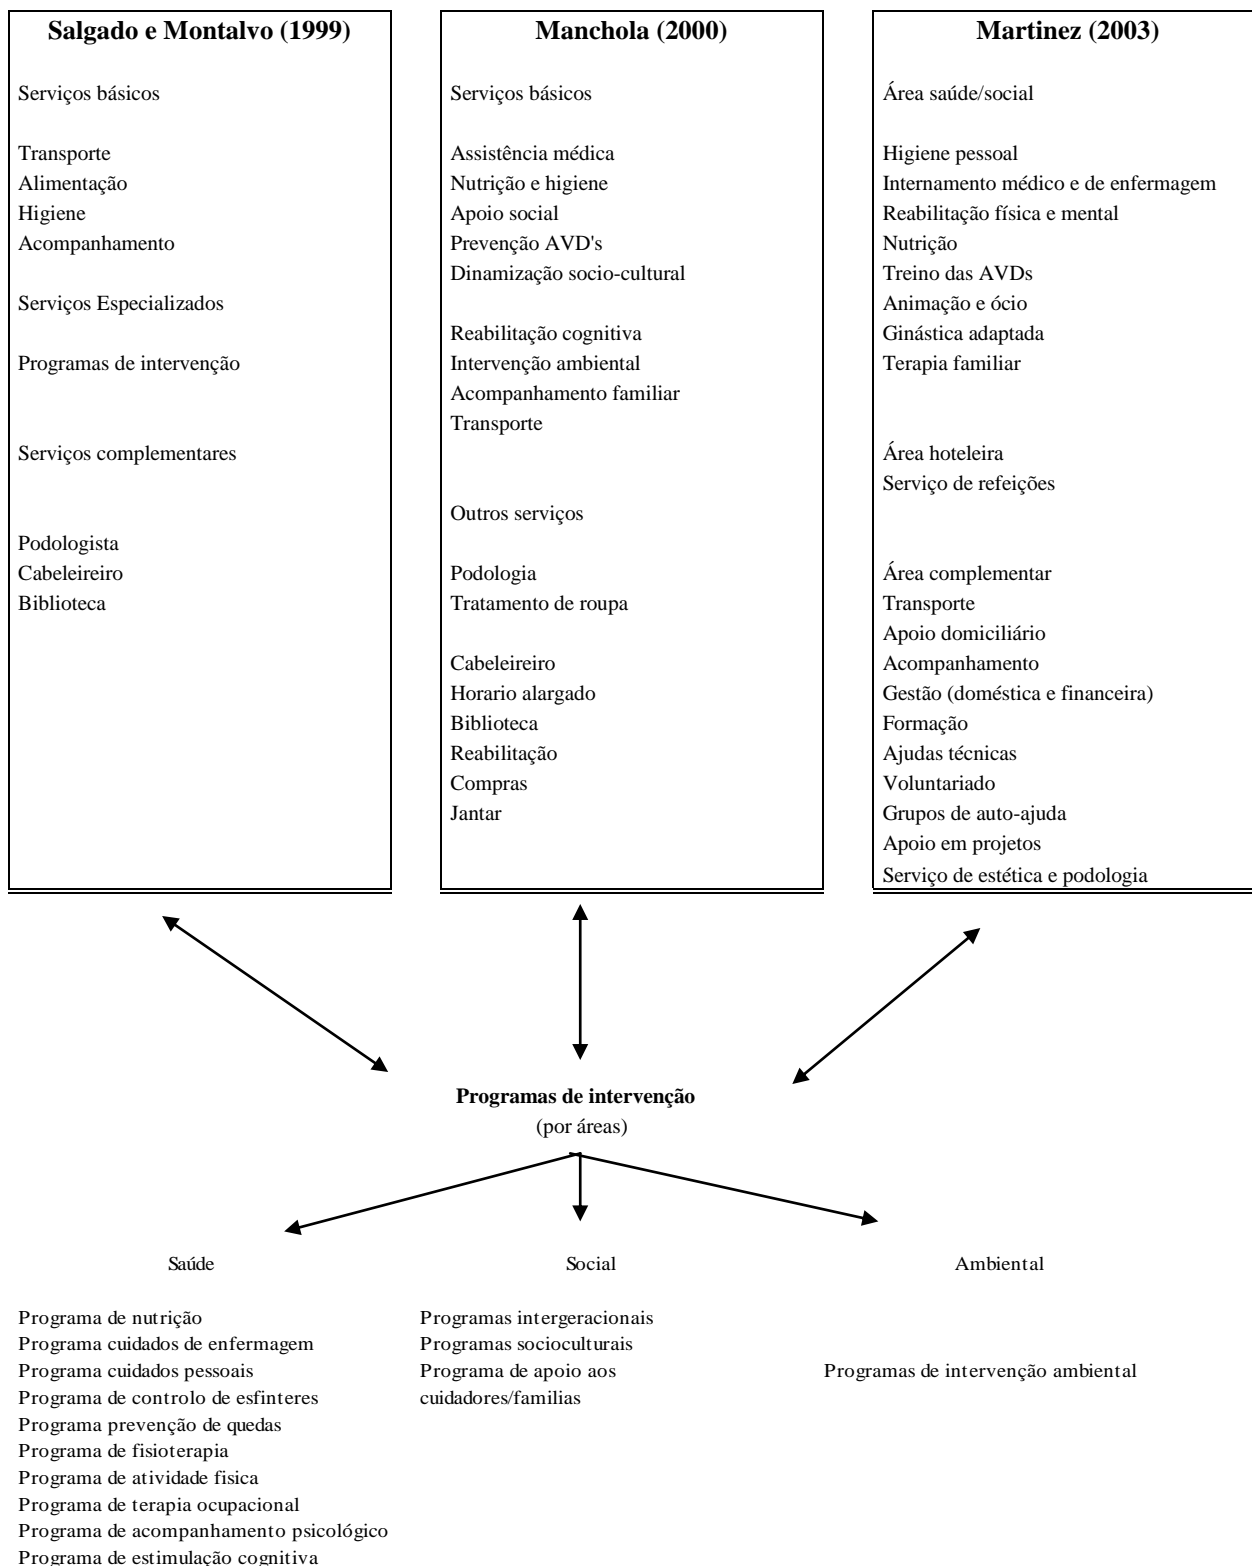 Salgado e Montalvo (1999)
Serviços básicos
Transporte
Alimentação
Higiene
Acompanhamento
Serviços Especializados
Programas de intervenção
Serviços complementares
Podologista
Cabeleireiro
Biblioteca
Manchola (2000)
Serviços básicos
Assistência médica
Nutrição e higiene
Apoio social
Prevenção AVD's
Dinamização socio-cultural
Reabilitação cognitiva
Intervenção ambiental
Acompanhamento familiar
Transporte
Outros serviços
Podologia
Tratamento de roupa
Cabeleireiro
Horario alargado
Biblioteca
Reabilitação
Compras
Jantar
Martinez (2003)
Área saúde/social
Higiene pessoal
Internamento médico e de enfermagem
Reabilitação física e mental
Nutrição
Treino das AVDs
Animação e ócio
Ginástica adaptada
Terapia familiar
Área hoteleira
Serviço de refeições
Área complementar
Transporte
Apoio domiciliário
Acompanhamento
Gestão (doméstica e financeira)
Formação
Ajudas técnicas
Voluntariado
Grupos de auto-ajuda
Apoio em projetos
Serviço de estética e podologia
Programas de intervenção
(por áreas)
Saúde
Programa de nutrição
Programa cuidados de enfermagem
Programa cuidados pessoais
Programa de controlo de esfinteres
Programa prevenção de quedas
Programa de fisioterapia
Programa de atividade fisica
Programa de terapia ocupacional
Programa de acompanhamento psicológico
Programa de estimulação cognitiva
Social
Programas intergeracionais
Programas socioculturais
Programa de apoio aos
cuidadores/familias
Ambiental
Programas de intervenção ambiental